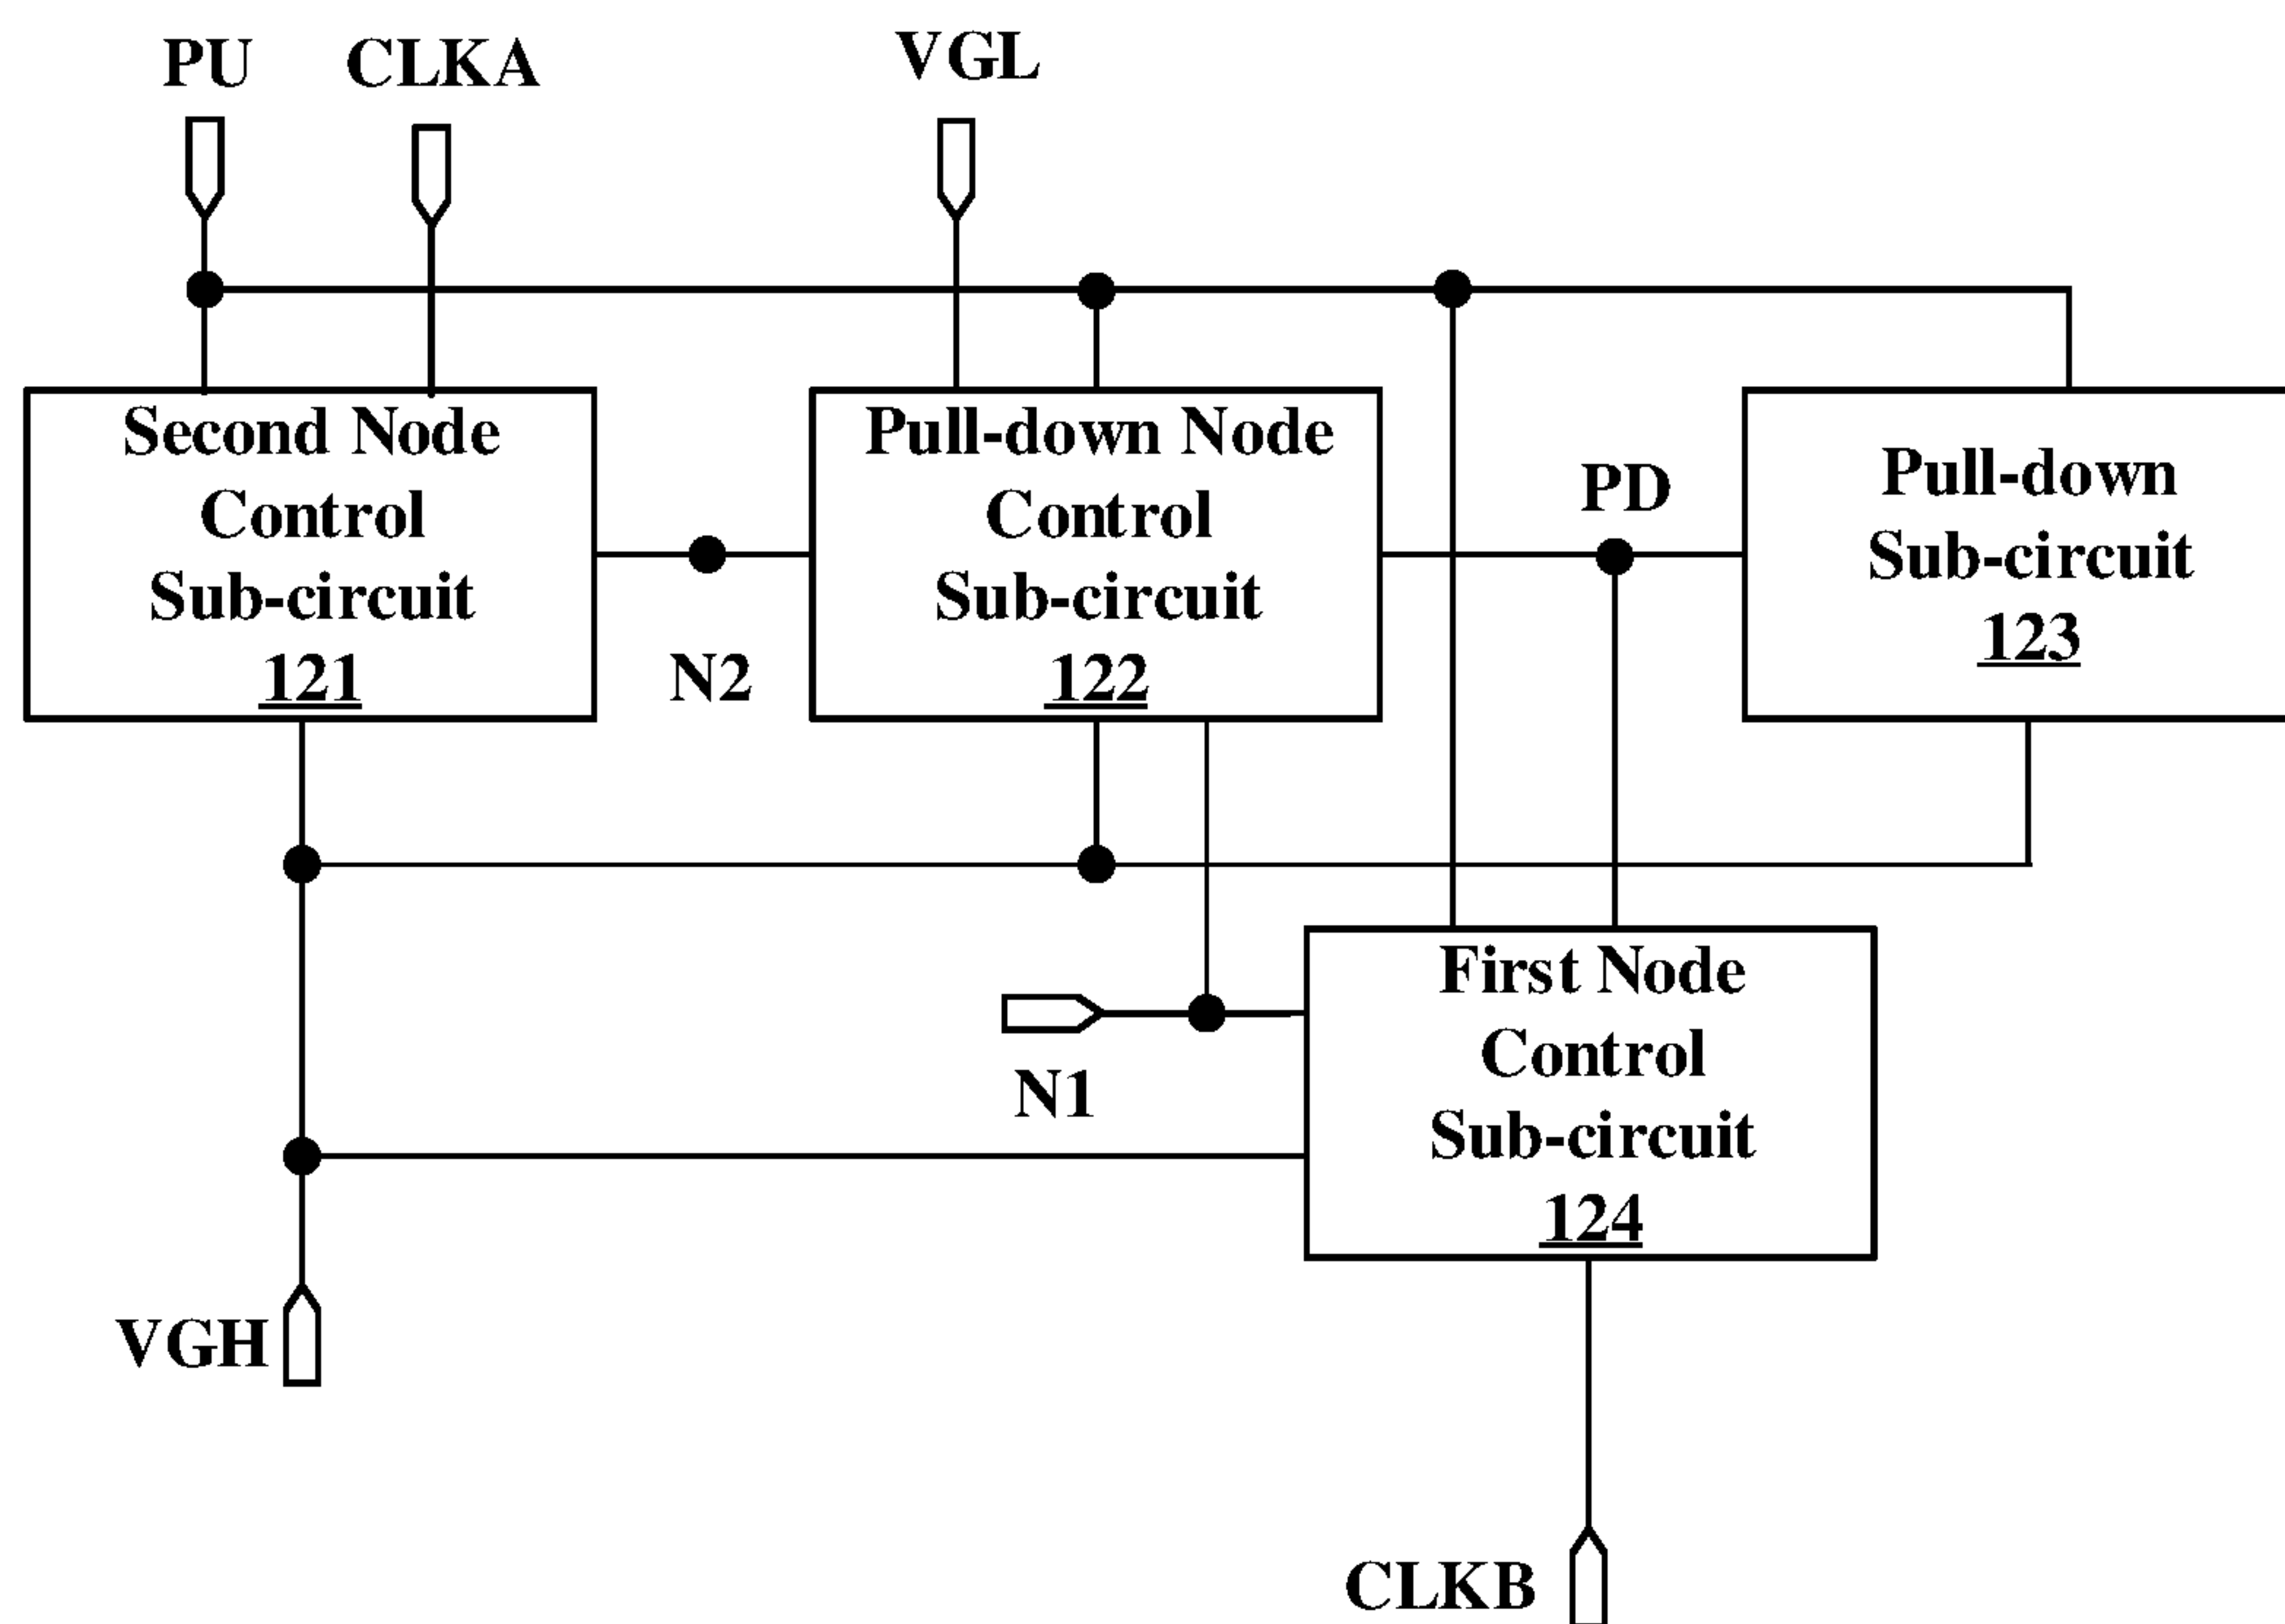 PU
CLKA
VGL
Second Node
Control
Sub-circuit
121
N2
Pull-down Node
Control
Sub-circuit
122
PD
Pull-down
Sub-circuit
123
N1
First Node
Control
Sub-circuit
124
VGH
CLKB